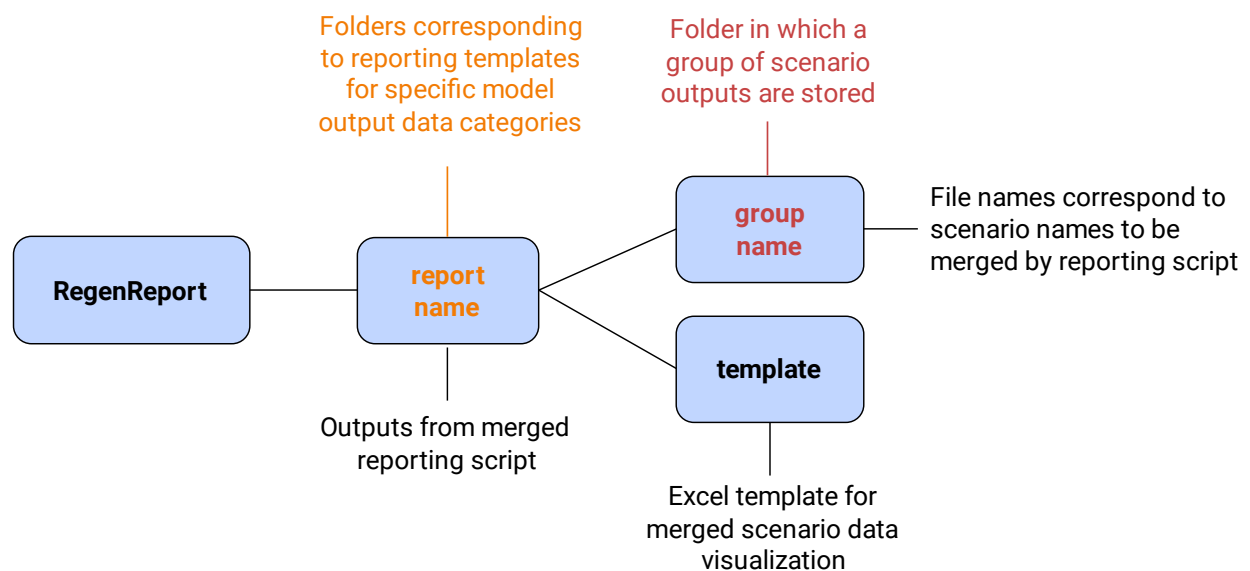 Folders corresponding
to reporting templates
for specific model
output data categories
Folder in which a
group of scenario
outputs are stored
RegenReport
report
name
group
name
File names correspond to
scenario names to be
merged by reporting script
template
Outputs from merged
reporting script
Excel template for
merged scenario data
visualization